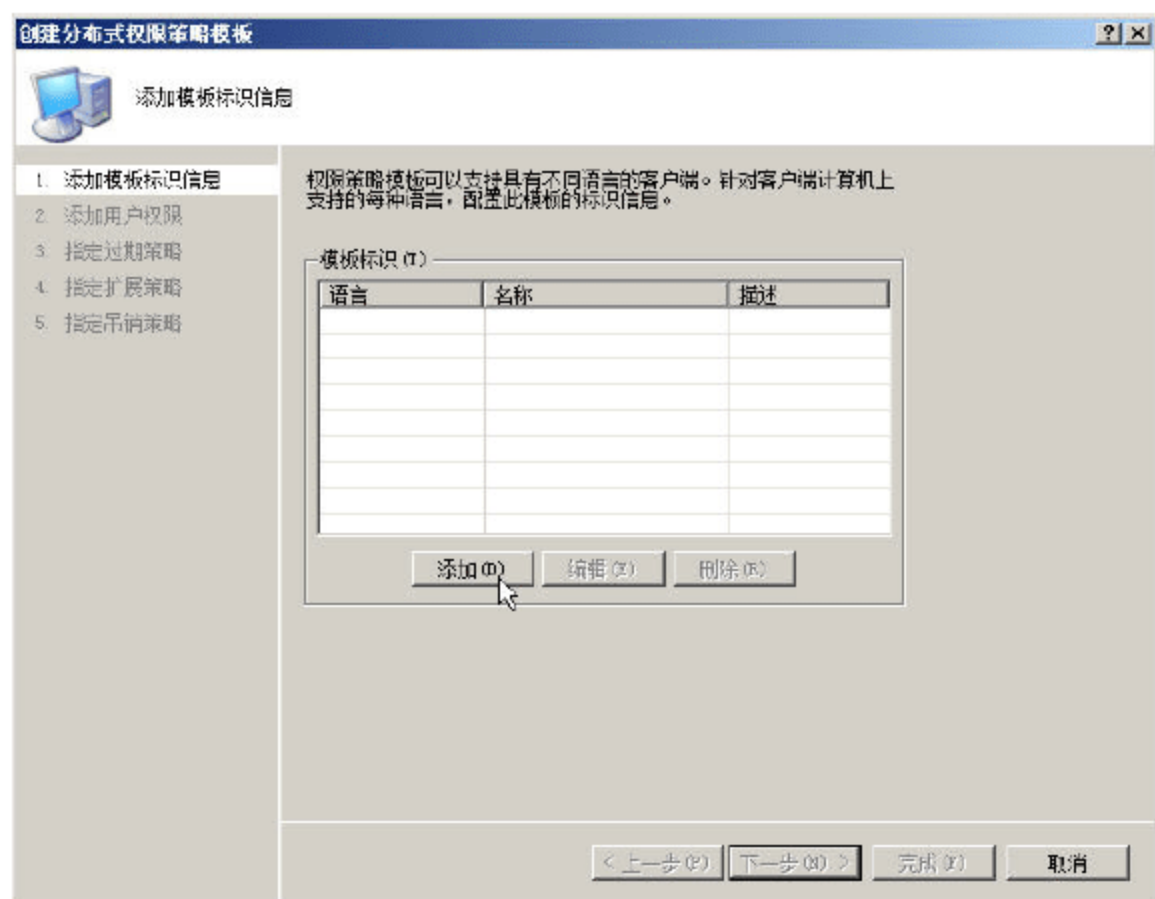 创建分布式权限策略模板
添加模板标识信息
1. 添加模板标识信息
2. 添加用户权限
3. 指定过期策略
4. 指定扩展策略
5. 指定吊销策略
权限策略模板可以支持具有不同语言的客户端。针对客户端计算机上
支持的每种语言，配置此模板的标识信息。
模板标识(T)
语言 名称 描述
添加(D) 编辑(E) 删除(R)
< 上一步(P) 下一步(N) > 完成(F) 取消